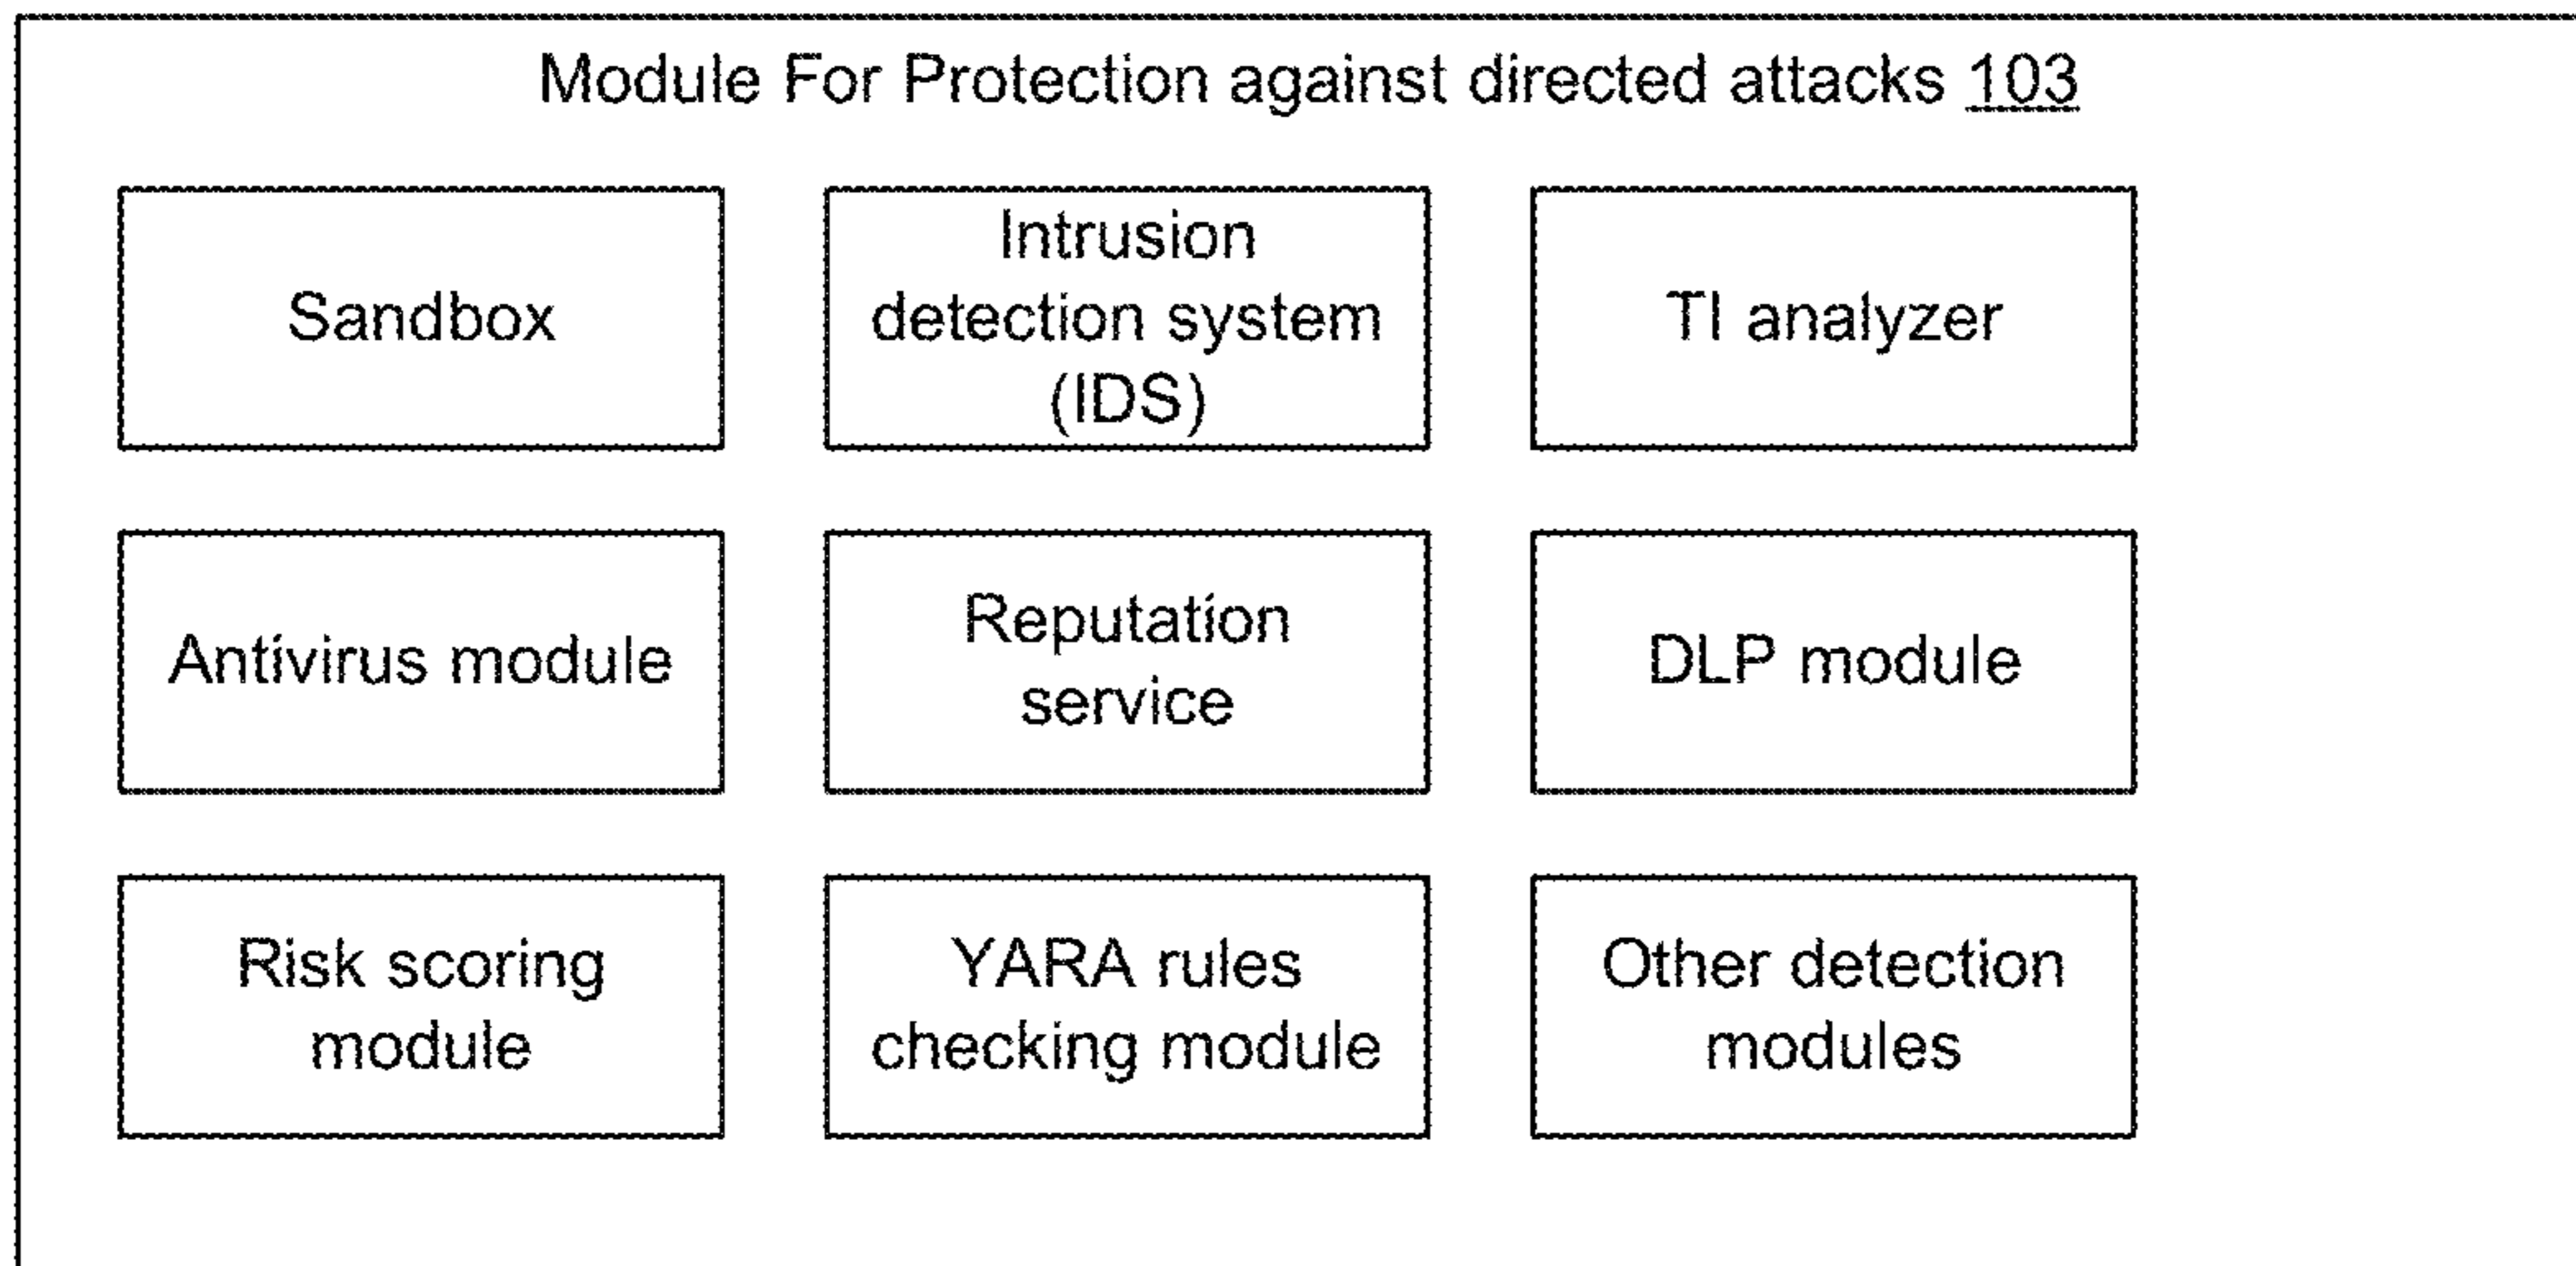 Module For Protection against directed attacks 103
Sandbox
Intrusion
detection system
(IDS)
TI analyzer
Antivirus module
Reputation
service
DLP module
Risk scoring
module
YARA rules
checking module
Other detection
modules